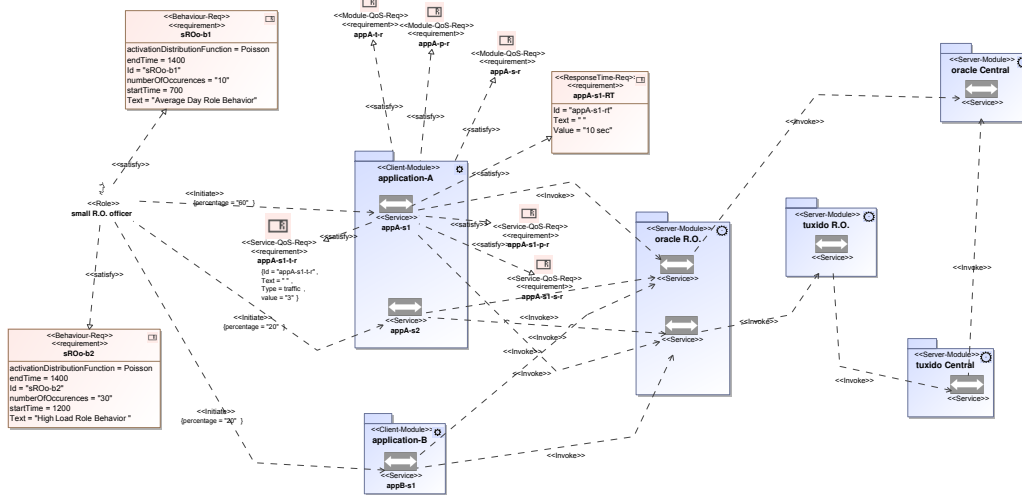 <<Behaviour-Req>>
<<requirement>>
sROo-b1
activationDistributionFunction = Poisson
endTime = 1400
Id = "sROo-b1"
numberOfOccurences = "10"
startTime = 700
Text = "Average Day Role Behavior"
<<Module-QoS-Req>>
<<requirement>>
appA-t-r
<<Module-QoS-Req>>
<<requirement>>
appA-p-r
<<Module-QoS-Req>>
<<requirement>>
appA-s-r
<<ResponseTime-Req>>
<<requirement>>
appA-s1-RT
Id = "appA-s1-rt"
Text = " "
Value = "10 sec"
<<Server-Module>>
oracle Central
<<Service>>
<<satisfy>>
<<satisfy>>
<<satisfy>>
<<satisfy>>
<<satisfy>>
<<Invoke>>
<<Role>>
small R.O. officer
<<Initiate>>
{percentage = "60" }
<<Client-Module>>
application-A
<<Service>>
appA-s1
<<Invoke>>
<<Service-QoS-Req>>
<<requirement>>
appA-s1-t-r
{Id = "appA-s1-t-r" ,
Text = " " ,
Type = traffic ,
value = "3" }
<<satisfy>>
<<satisfy>>
<<satisfy>>
<<Service-QoS-Req>>
<<requirement>>
appA-s1-p-r
<<Service-QoS-Req>>
<<requirement>>
appA-s1-s-r
<<Server-Module>>
oracle R.O.
<<Service>>
<<Service>>
<<Server-Module>>
tuxido R.O.
<<Service>>
<<Invoke>>
<<satisfy>>
<<Initiate>>
{percentage = "20" }
<<Service>>
appA-s2
<<Invoke>>
<<Invoke>>
<<Invoke>>
<<Invoke>>
<<Invoke>>
<<Behaviour-Req>>
<<requirement>>
sROo-b2
activationDistributionFunction = Poisson
endTime = 1400
Id = "sROo-b2"
numberOfOccurences = "30"
startTime = 1200
Text = "High Load Role Behavior "
<<Server-Module>>
tuxido Central
<<Service>>
<<Invoke>>
<<Initiate>>
{percentage = "20" }
<<Client-Module>>
application-B
<<Service>>
appB-s1
<<Invoke>>